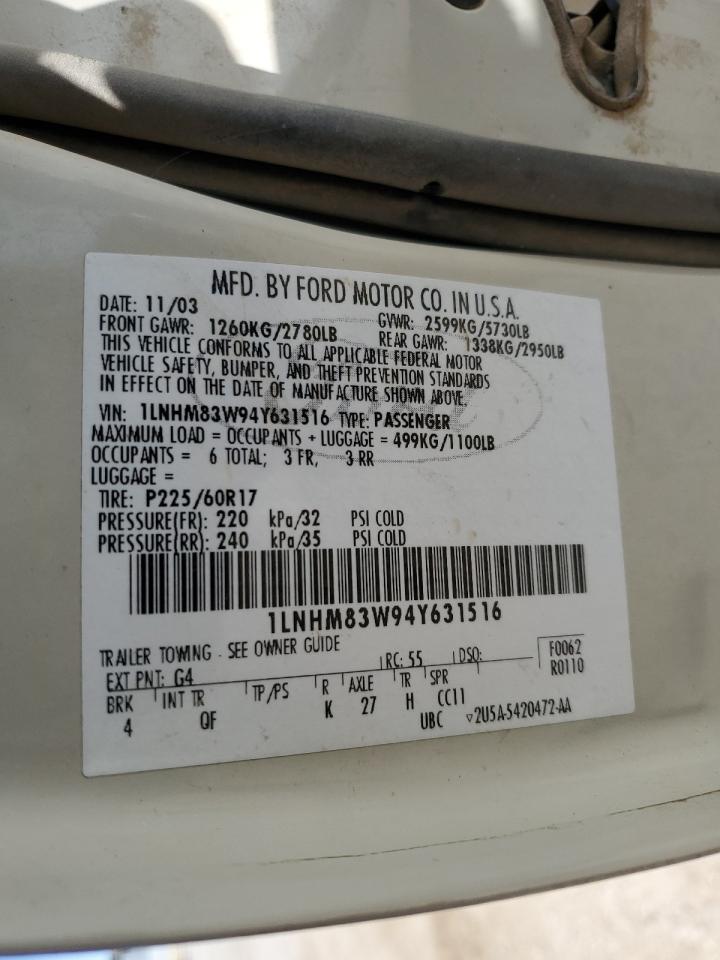 MFD. BY FORD MOTOR CO. IN U.S.A.
DATE: 11/03 GVWR: 2599KG/5730LB
FRONT GAWR: 1260KG/2780LB REAR GAWR: 1338KG/2950LB
THIS VEHICLE CONFORMS TO ALL APPLICABLE FEDERAL MOTOR
VEHICLE SAFETY, BUMPER, AND THEFT PREVENTION STANDARDS
IN EFFECT ON THE DATE OF MANUFACTURE SHOWN ABOVE.
VIN: 1LNHM83W94Y631516 TYPE: PASSENGER
MAXIMUM LOAD = OCCUPANTS + LUGGAGE = 499KG/1100LB
OCCUPANTS = 6 TOTAL; 3 FR, 3 RR
LUGGAGE =
TIRE: P225/60R17
PRESSURE(FR): 220 kPa/32 PSI COLD
PRESSURE(RR): 240 kPa/35 PSI COLD
1LNHM83W94Y631516
TRAILER TOWING - SEE OWNER GUIDE
EXT PNT: G4 RC: 55 DSO: F0062
R0110
BRK INT TR TP/PS R AXLE TR SPR
4 QF K 27 H CC11
UBC ▽2U5A-5420472-AA